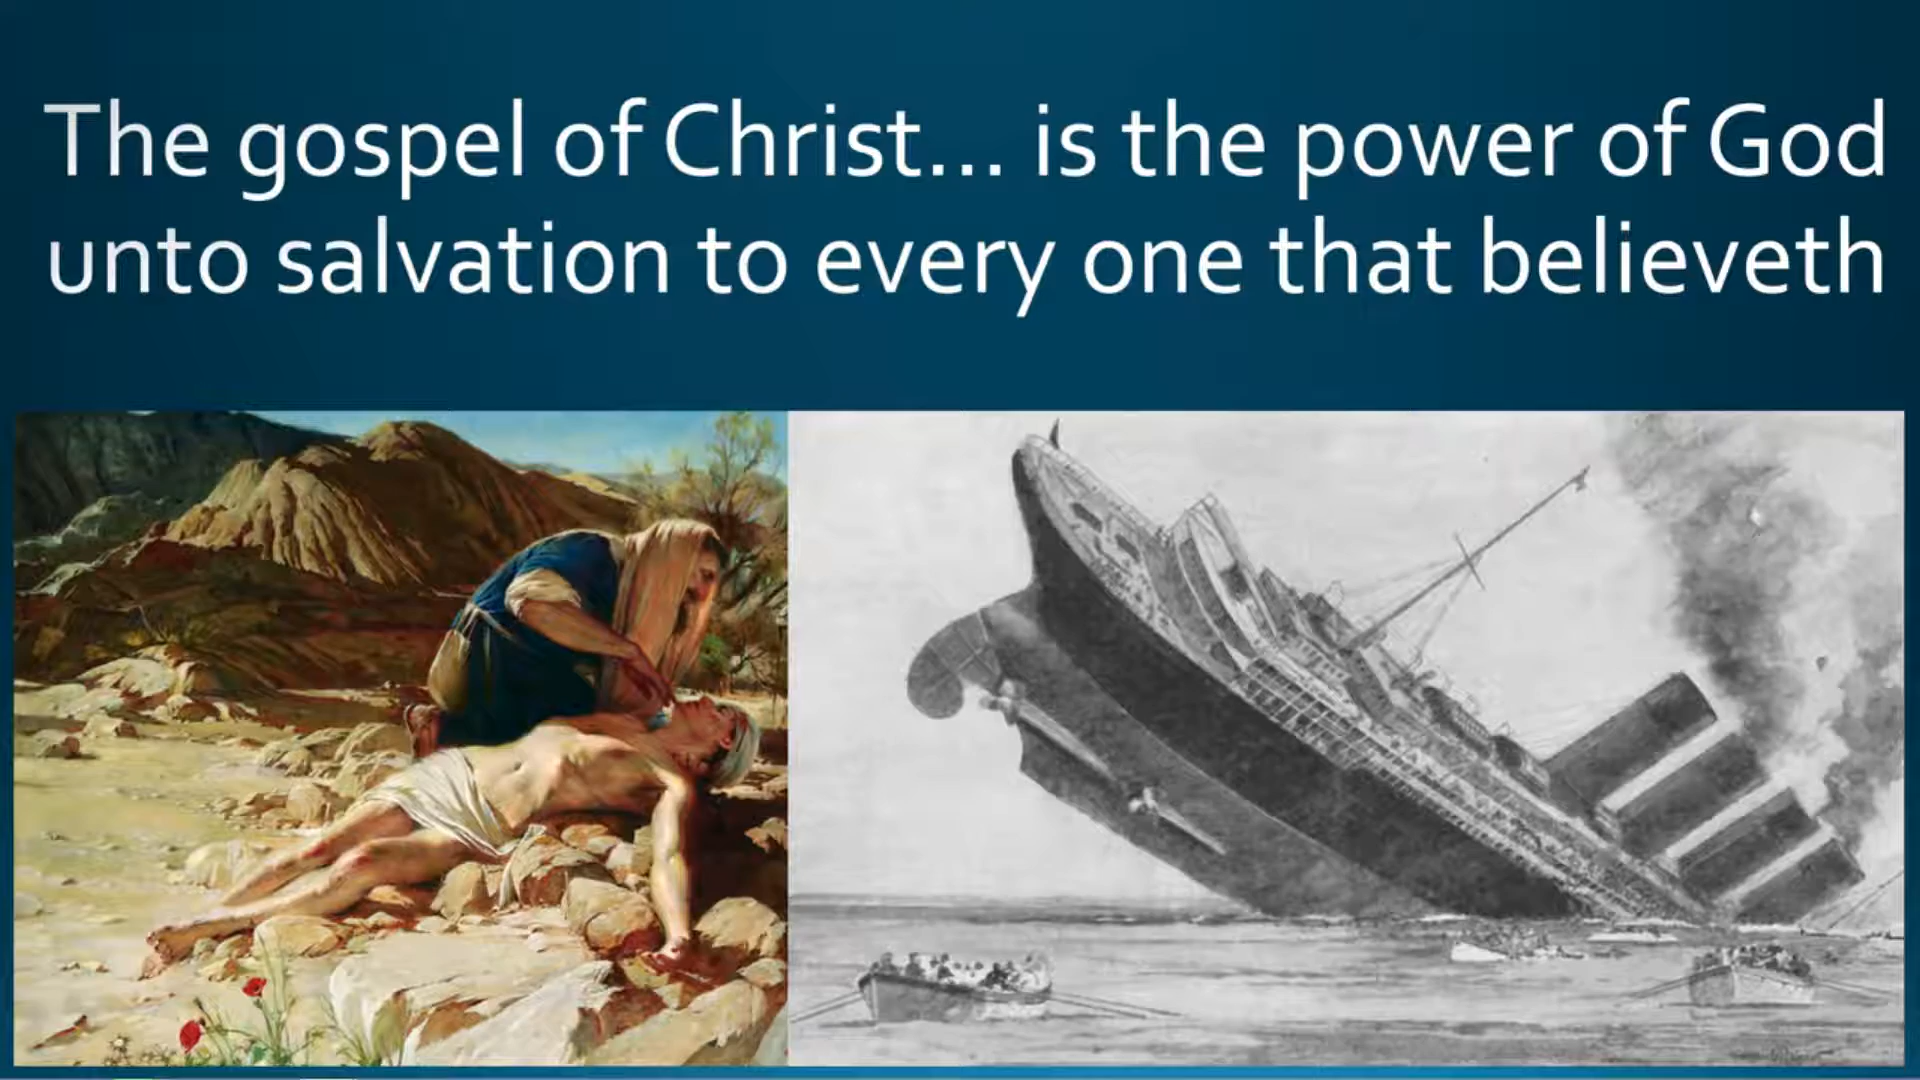 The gospel of Christ... is the power of God
unto salvation to every one that believeth